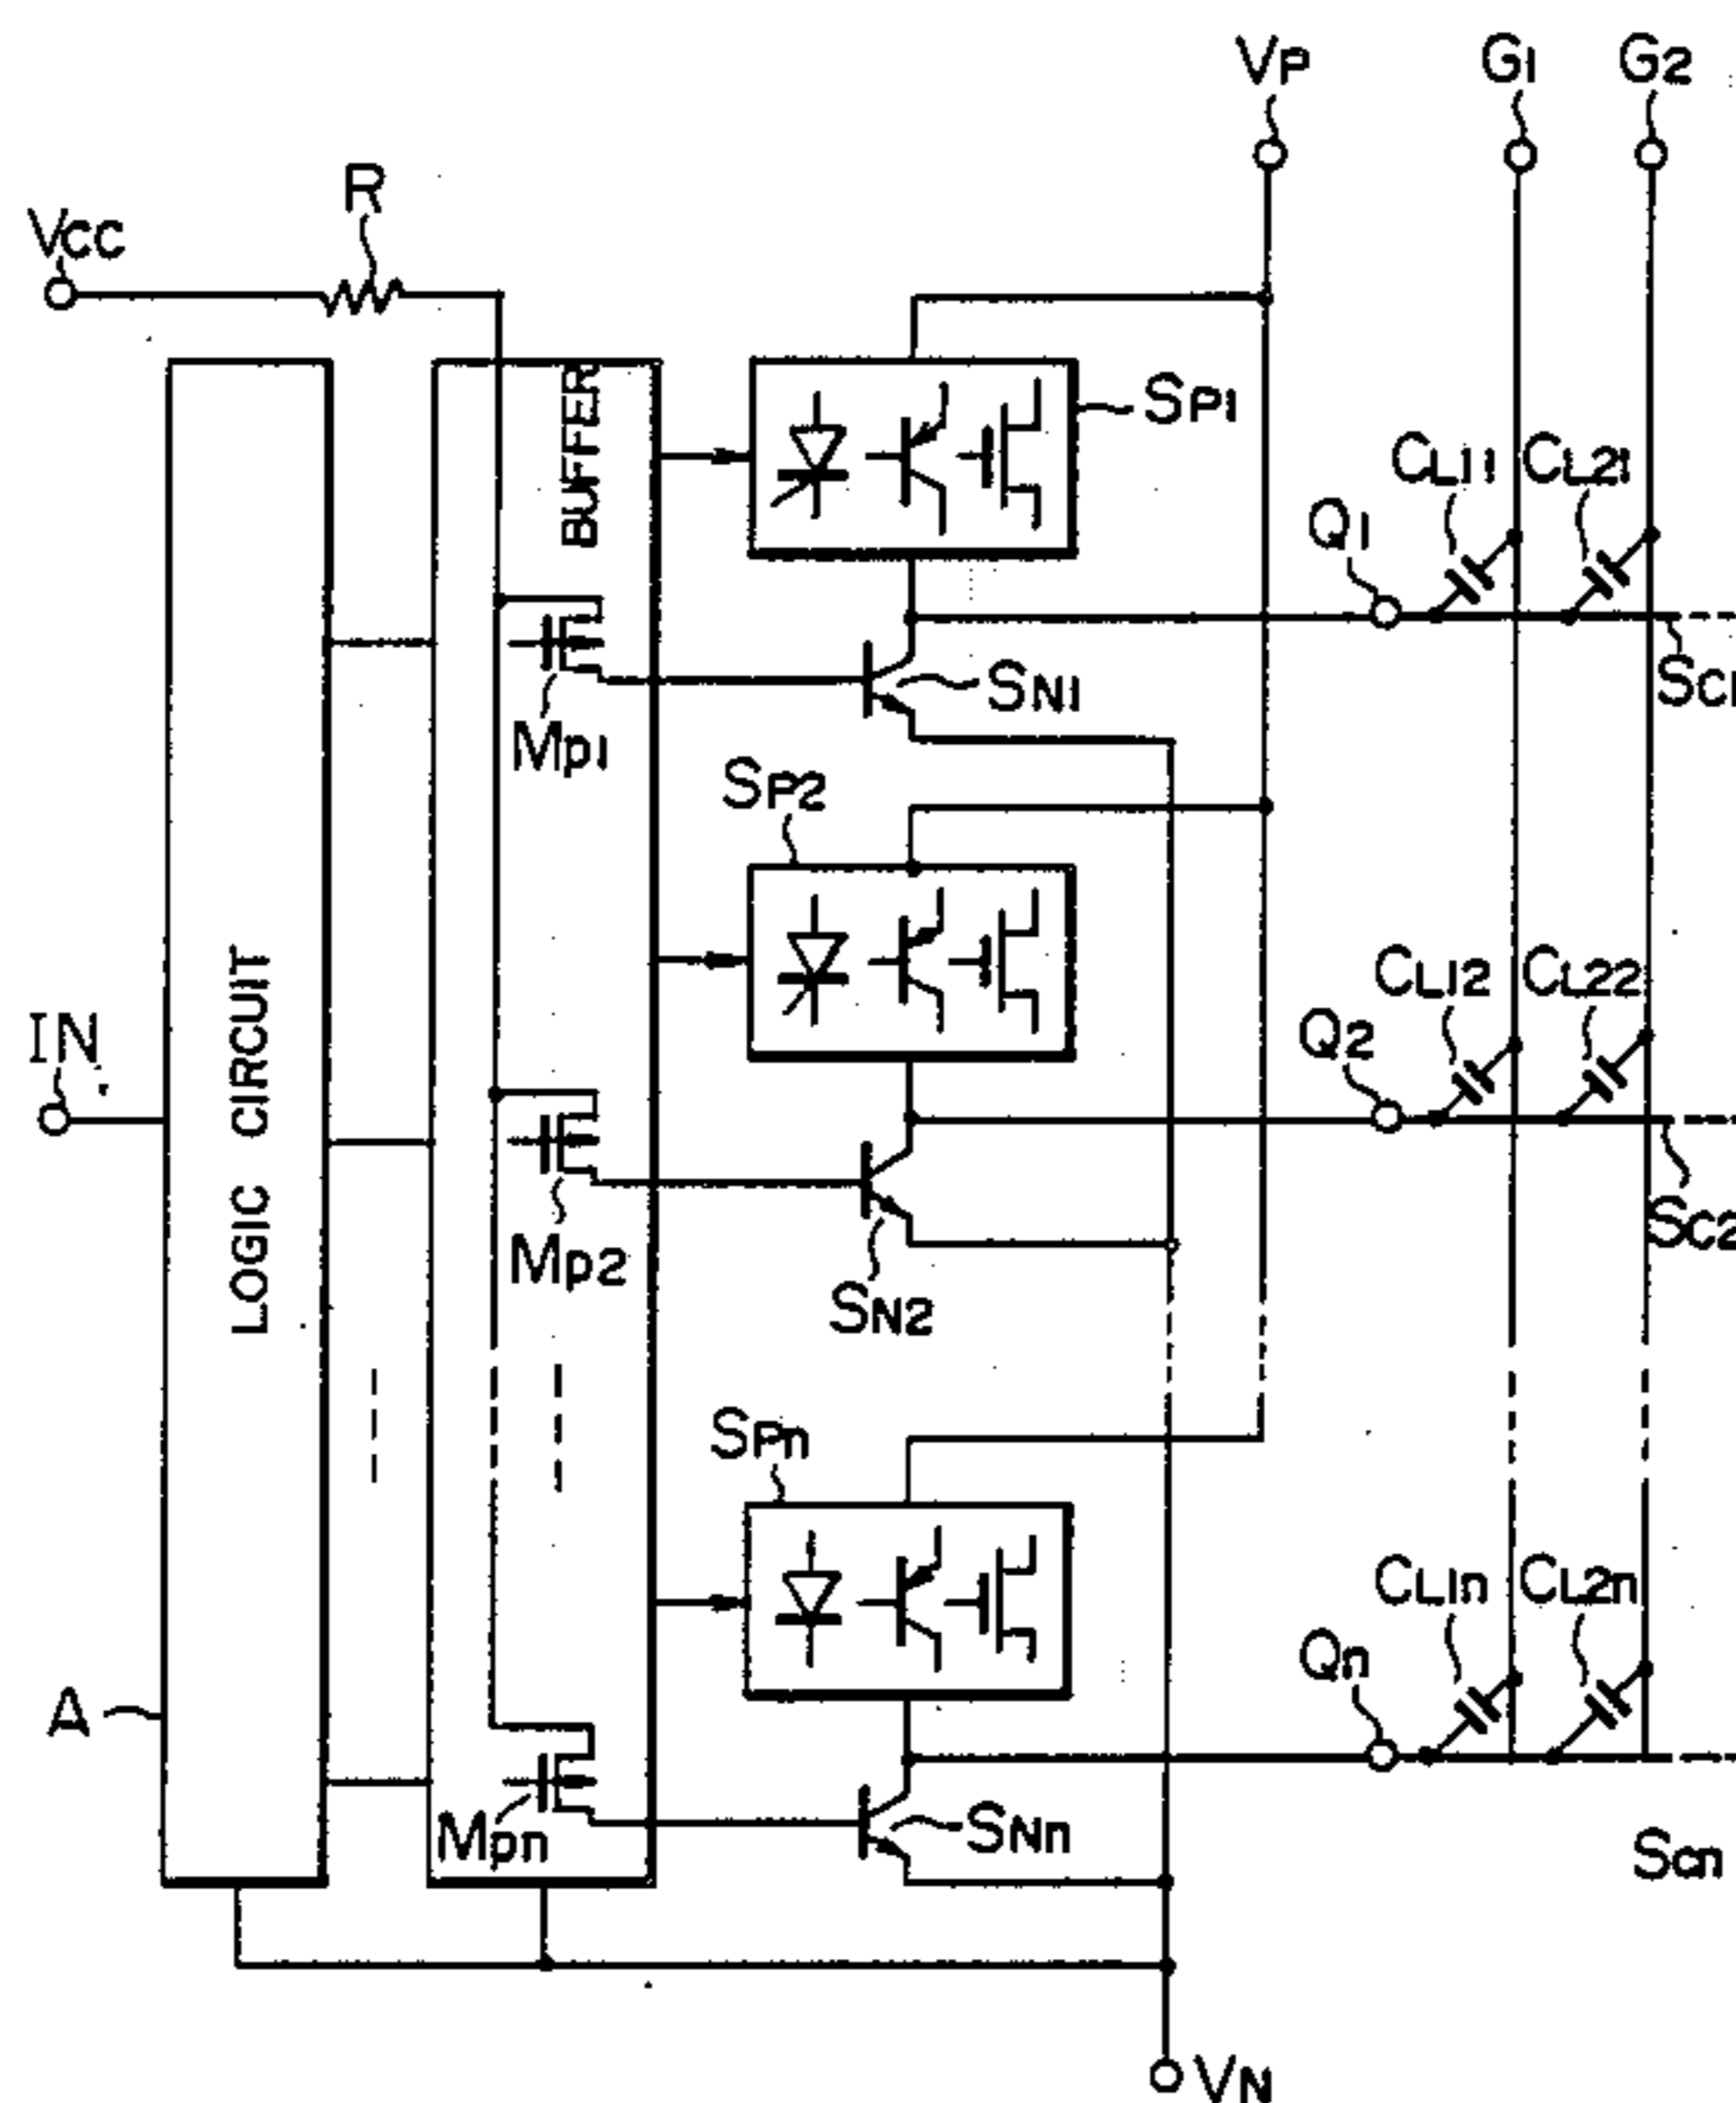 VP G1 G2
R
VCC
BUFFER
SP1
CL11 CL21
Q1
SN1
SC1
Mp1
SP2
CL12 CL22
Q2
IN
LOGIC CIRCUIT
SC2
Mp2
SN2
SPn
CL1n CL2n
Qn
A
Mpn
SNn
SCn
VN